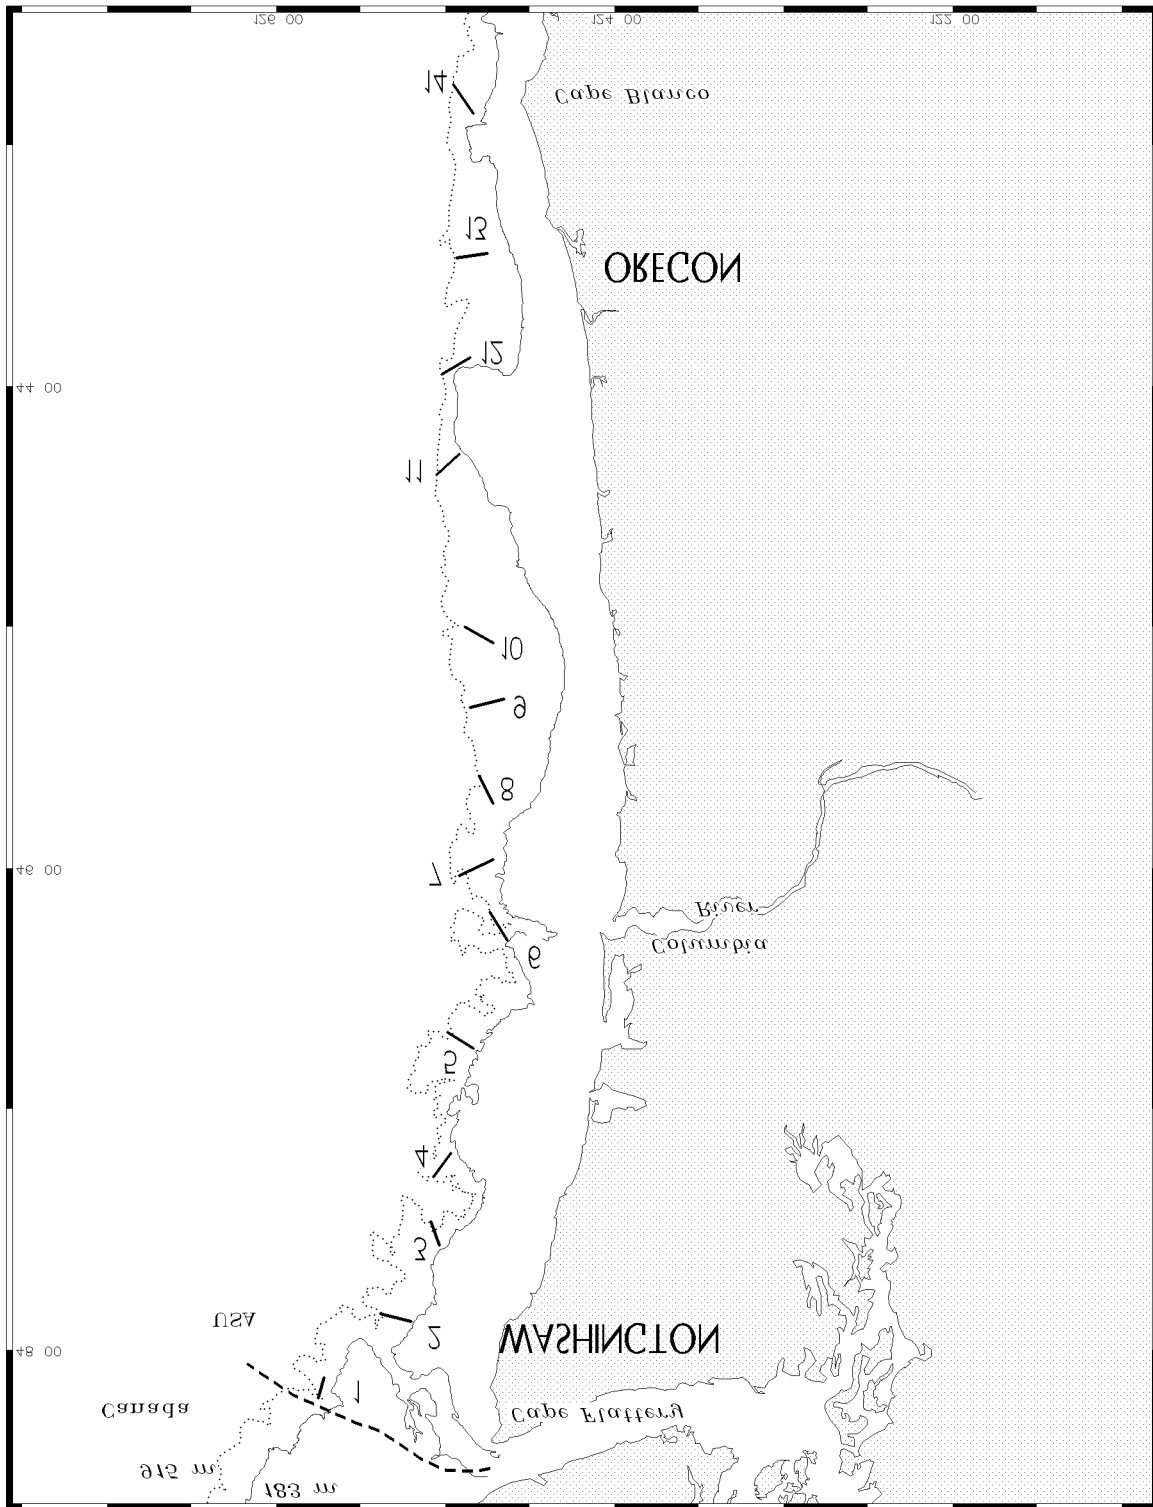 126 00
124 00
122 00
14
Cape Blanco
13
OREGON
12
44 00
11
10
9
8
46 00
7
River
Columbia
6
5
4
3
USA
2
WASHINGTON
48 00
1
Canada
Cape Flattery
915 m
183 m